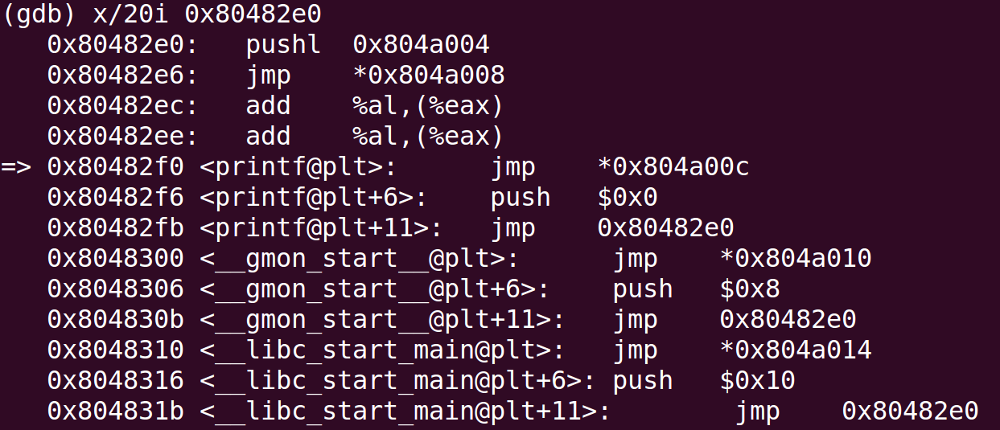 (gdb) x/20i 0x80482e0
   0x80482e0:	pushl  0x804a004
   0x80482e6:	jmp    *0x804a008
   0x80482ec:	add    %al,(%eax)
   0x80482ee:	add    %al,(%eax)
=> 0x80482f0 <printf@plt>:	jmp    *0x804a00c
   0x80482f6 <printf@plt+6>:	push   $0x0
   0x80482fb <printf@plt+11>:	jmp    0x80482e0
   0x8048300 <__gmon_start__@plt>:	jmp    *0x804a010
   0x8048306 <__gmon_start__@plt+6>:	push   $0x8
   0x804830b <__gmon_start__@plt+11>:	jmp    0x80482e0
   0x8048310 <__libc_start_main@plt>:	jmp    *0x804a014
   0x8048316 <__libc_start_main@plt+6>:	push   $0x10
   0x804831b <__libc_start_main@plt+11>:	jmp    0x80482e0